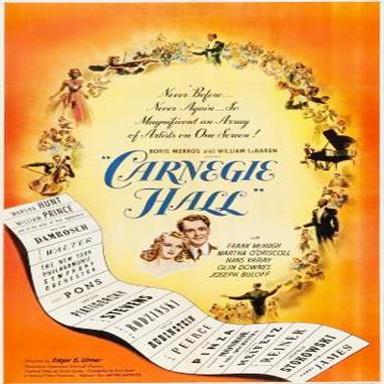 "Never Before...
Never Again... So
Magnificent an Array
of Artists on One Screen!
BORIS MORROS and WILLIAM LeBARON
"CARNEGIE
HALL"
with
FRANK McHUGH
MARTHA O'DRISCOLL
HANS YARAY
OLIN DOWNES
JOSEPH BULOFF
MARSHA HUNT
WILLIAM PRINCE
DAMROSCH
WALTER
THE NEW YORK
PHILHARMONIC
SYMPHONY
ORCHESTRA
LILY PONS
PIATIGORSKY
STEVENS
RODZINSKI
RUBINSTEIN
PEERCE
PINZA
HEIFETZ
REINER
STOKOWSKI
HARRY JAMES
Directed by Edgar G. Ulmer